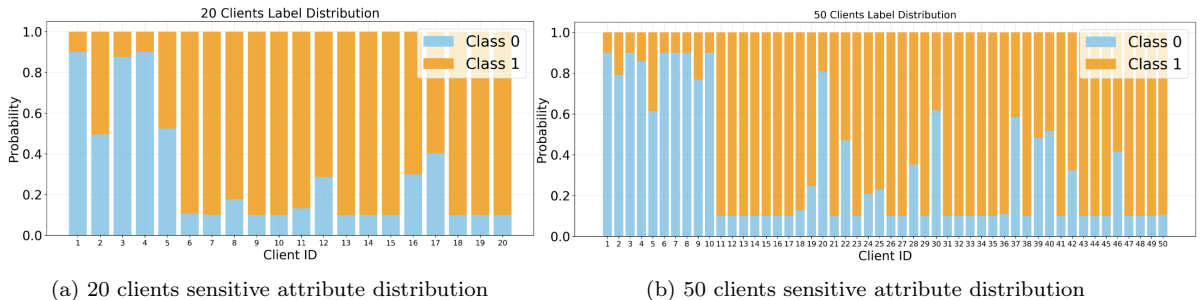 20 Clients Label Distribution
Class 0
Class 1
Probability
1.0
0.8
0.6
0.4
0.2
0.0
1 2 3 4 5 6 7 8 9 10 11 12 13 14 15 16 17 18 19 20
Client ID
(a) 20 clients sensitive attribute distribution
50 Clients Label Distribution
Class 0
Class 1
Probability
1.0
0.8
0.6
0.4
0.2
0.0
1 2 3 4 5 6 7 8 9 10 11 12 13 14 15 16 17 18 19 20 21 22 23 24 25 26 27 28 29 30 31 32 33 34 35 36 37 38 39 40 41 42 43 44 45 46 47 48 49 50
Client ID
(b) 50 clients sensitive attribute distribution